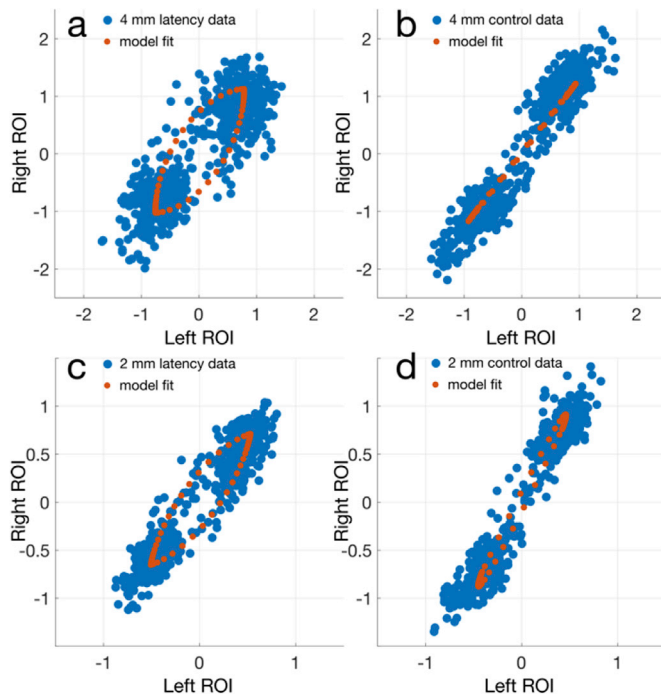 a
4 mm latency data
model fit
2
1
0
-1
-2
Right ROI
-2 -1 0 1 2
Left ROI
b
4 mm control data
model fit
2
1
0
-1
-2
Right ROI
-2 -1 0 1 2
Left ROI
c
2 mm latency data
model fit
1
0.5
0
-0.5
-1
Right ROI
-1 0 1
Left ROI
d
2 mm control data
model fit
1
0.5
0
-0.5
-1
Right ROI
-1 0 1
Left ROI